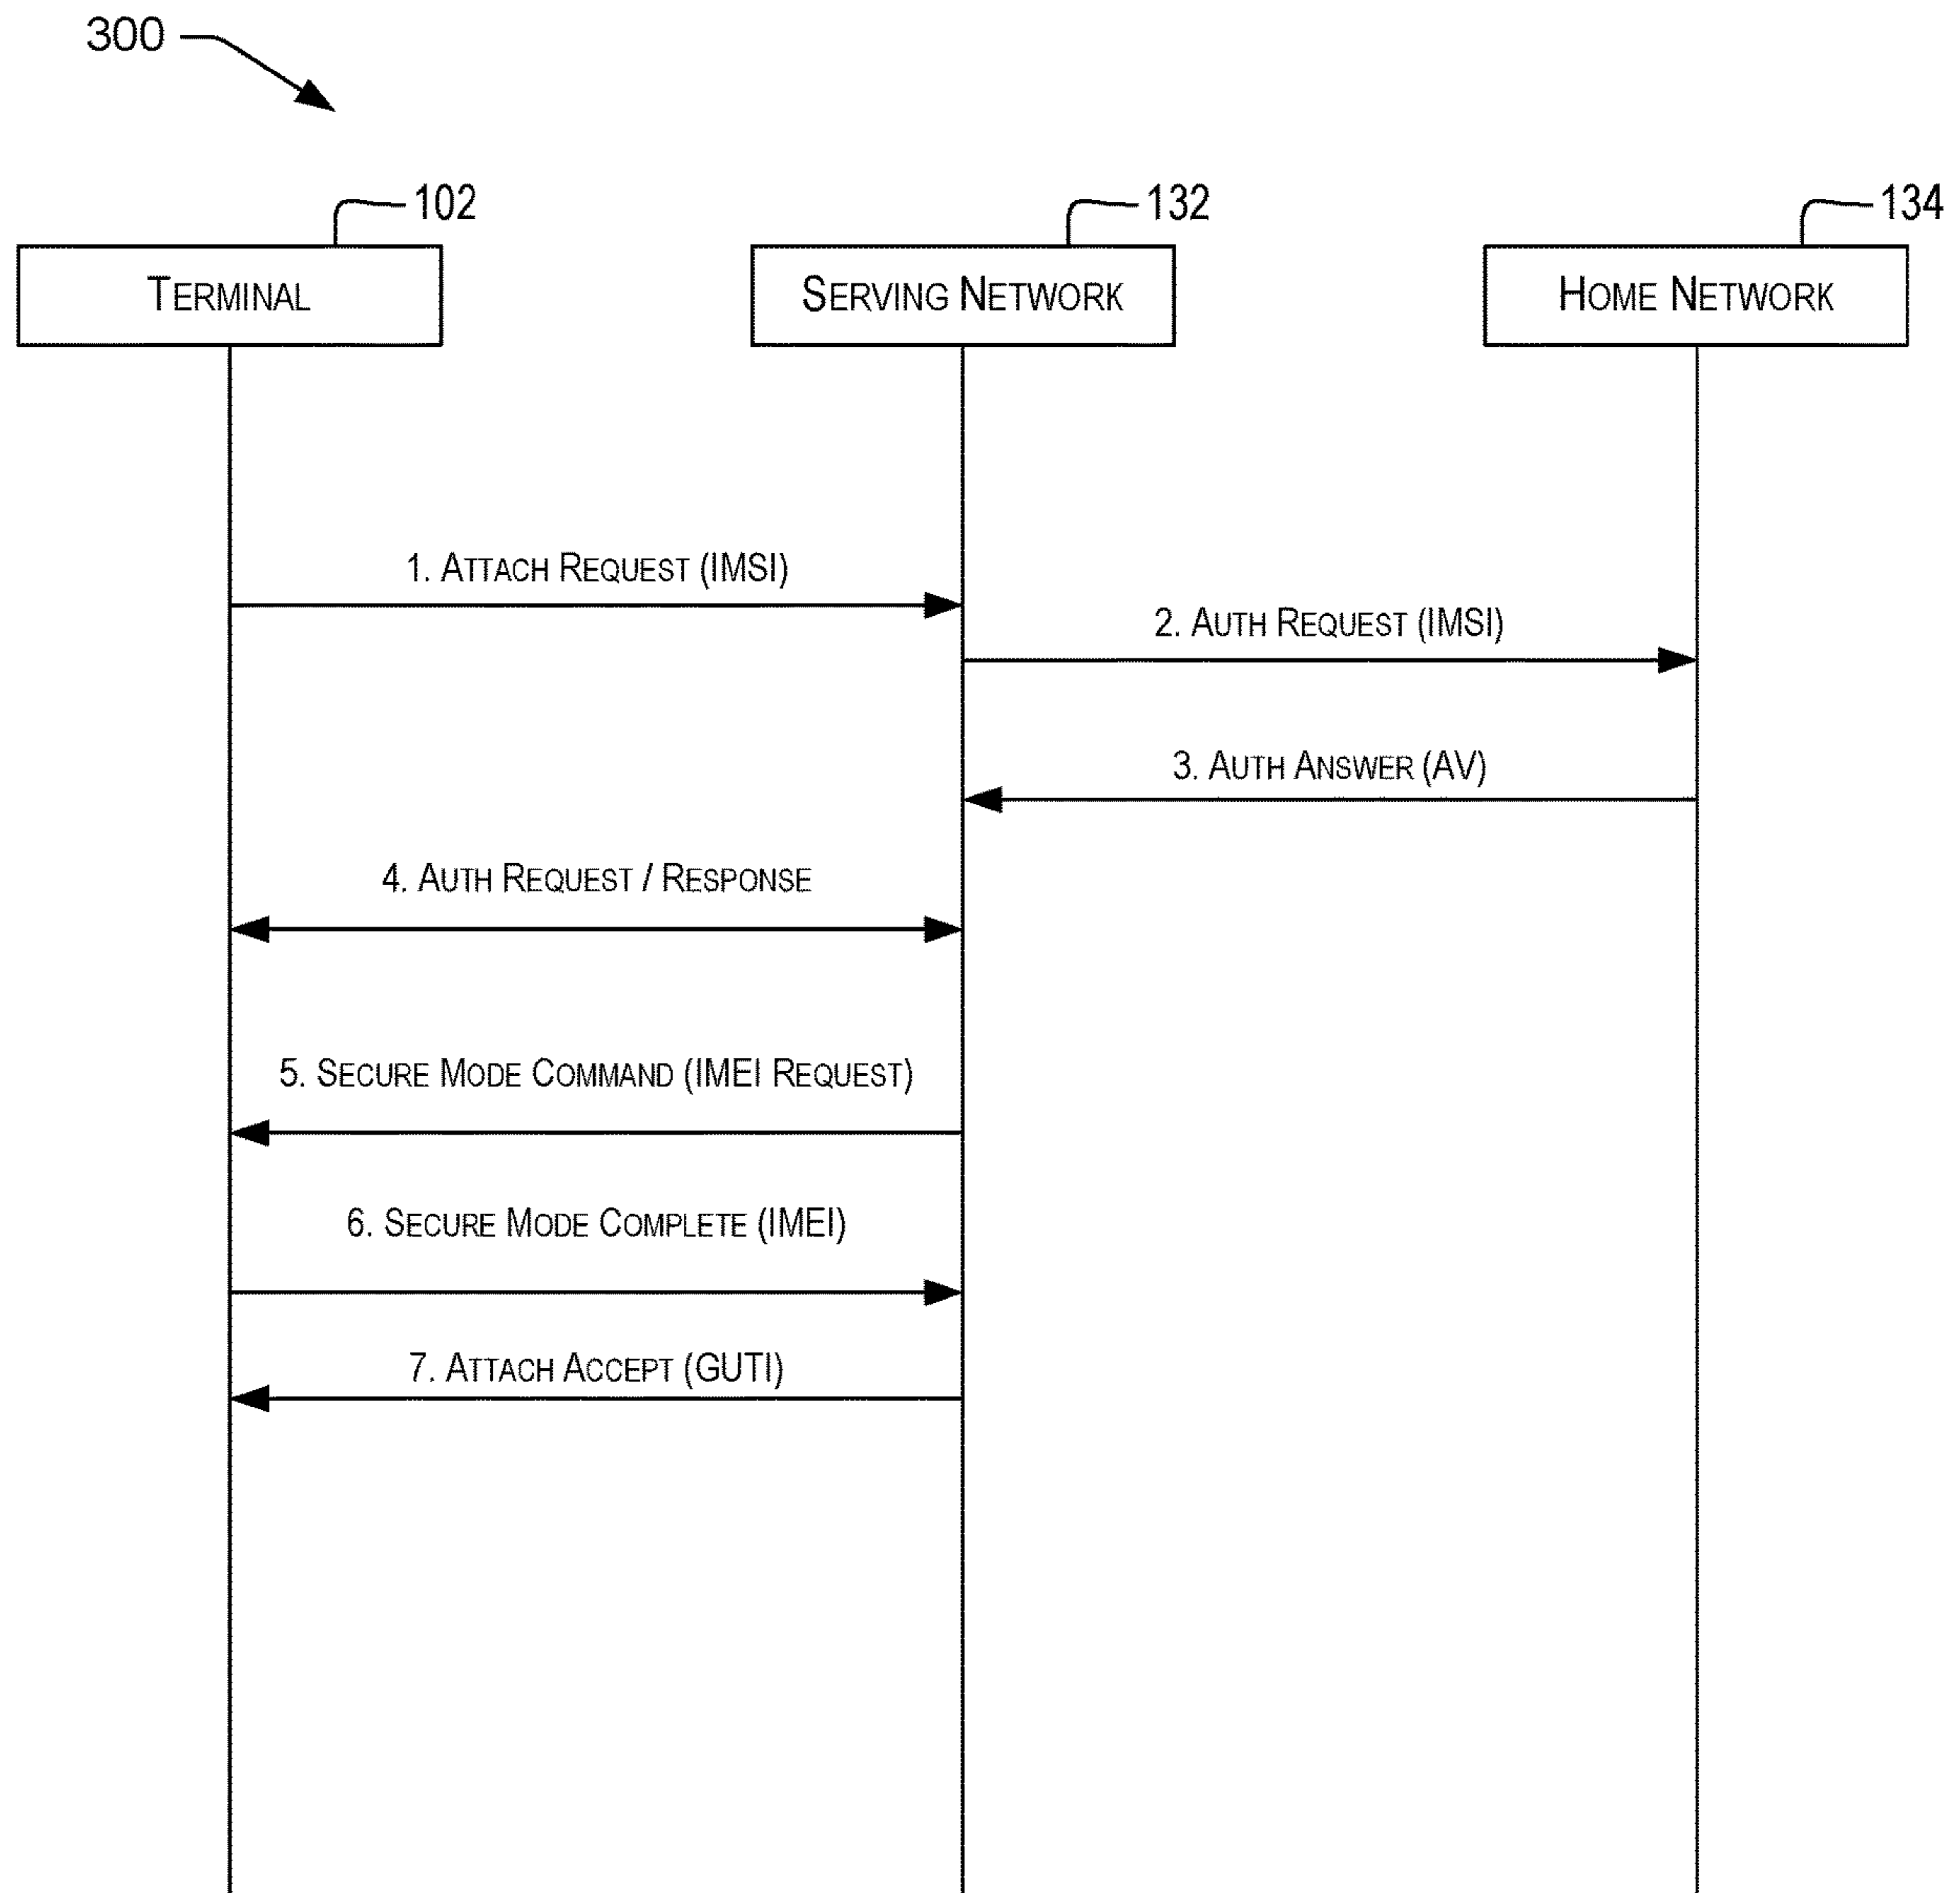 300
102
132
134
TERMINAL
SERVING NETWORK
HOME NETWORK
1. ATTACH REQUEST (IMSI)
2. AUTH REQUEST (IMSI)
3. AUTH ANSWER (AV)
4. AUTH REQUEST / RESPONSE
5. SECURE MODE COMMAND (IMEI REQUEST)
6. SECURE MODE COMPLETE (IMEI)
7. ATTACH ACCEPT (GUTI)